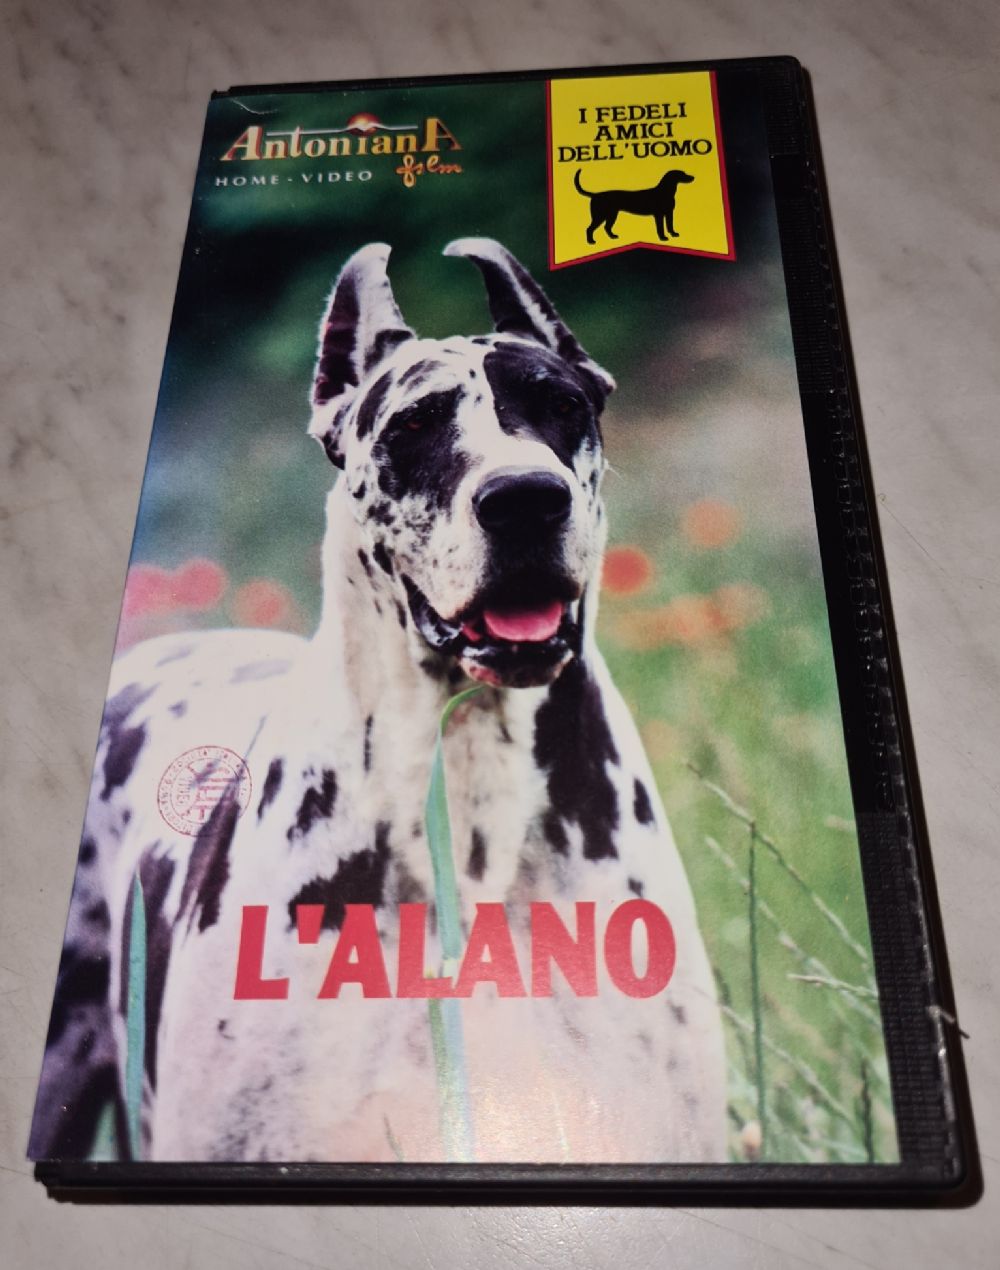 AntonianA
film
HOME - VIDEO
I FEDELI
AMICI
DELL'UOMO
L'ALANO